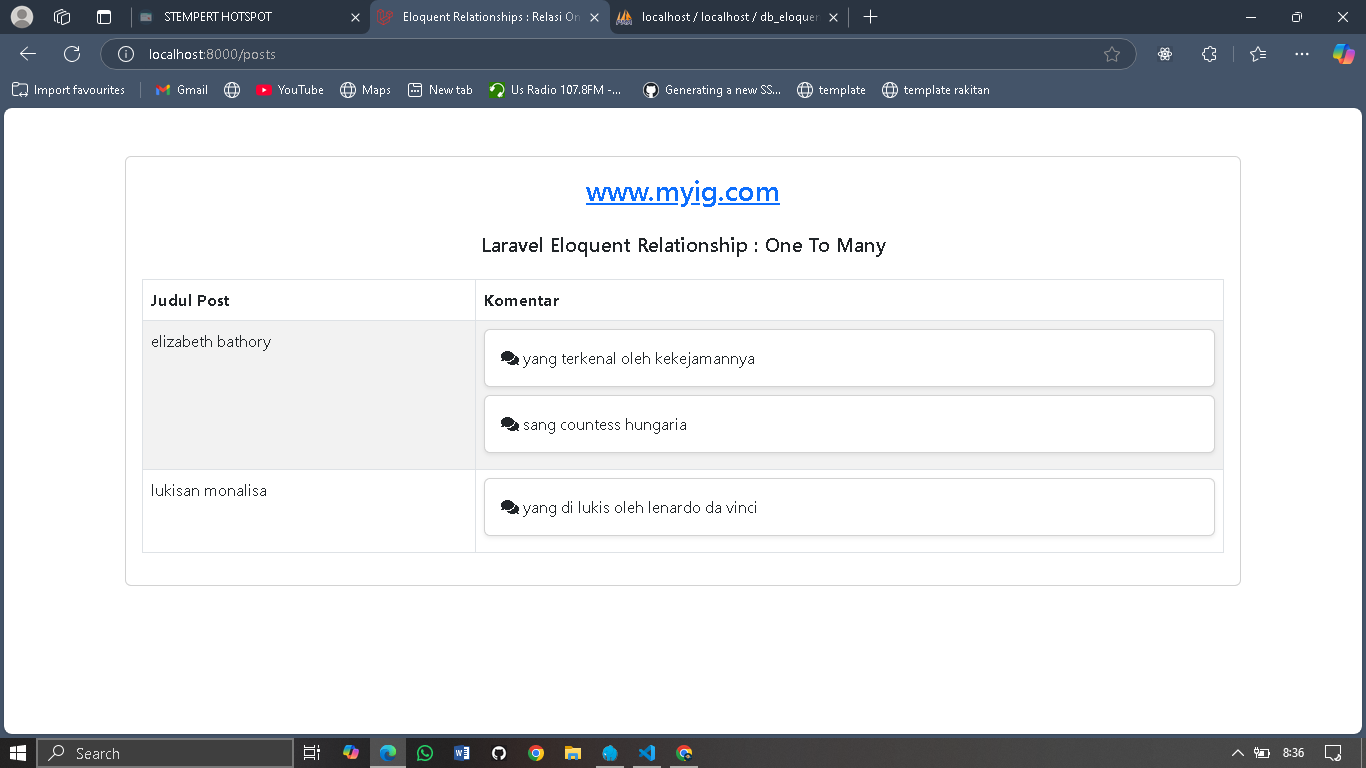 STEMPERT HOTSPOT
Eloquent Relationships : Relasi On
localhost / localhost / db_eloquen
localhost:8000/posts
Import favourites
Gmail
YouTube
Maps
New tab
Us Radio 107.8FM -...
Generating a new SS...
template
template rakitan
www.myig.com
Laravel Eloquent Relationship : One To Many
Judul Post
Komentar
elizabeth bathory
yang terkenal oleh kekejamannya
sang countess hungaria
lukisan monalisa
yang di lukis oleh lenardo da vinci
Search
8:36